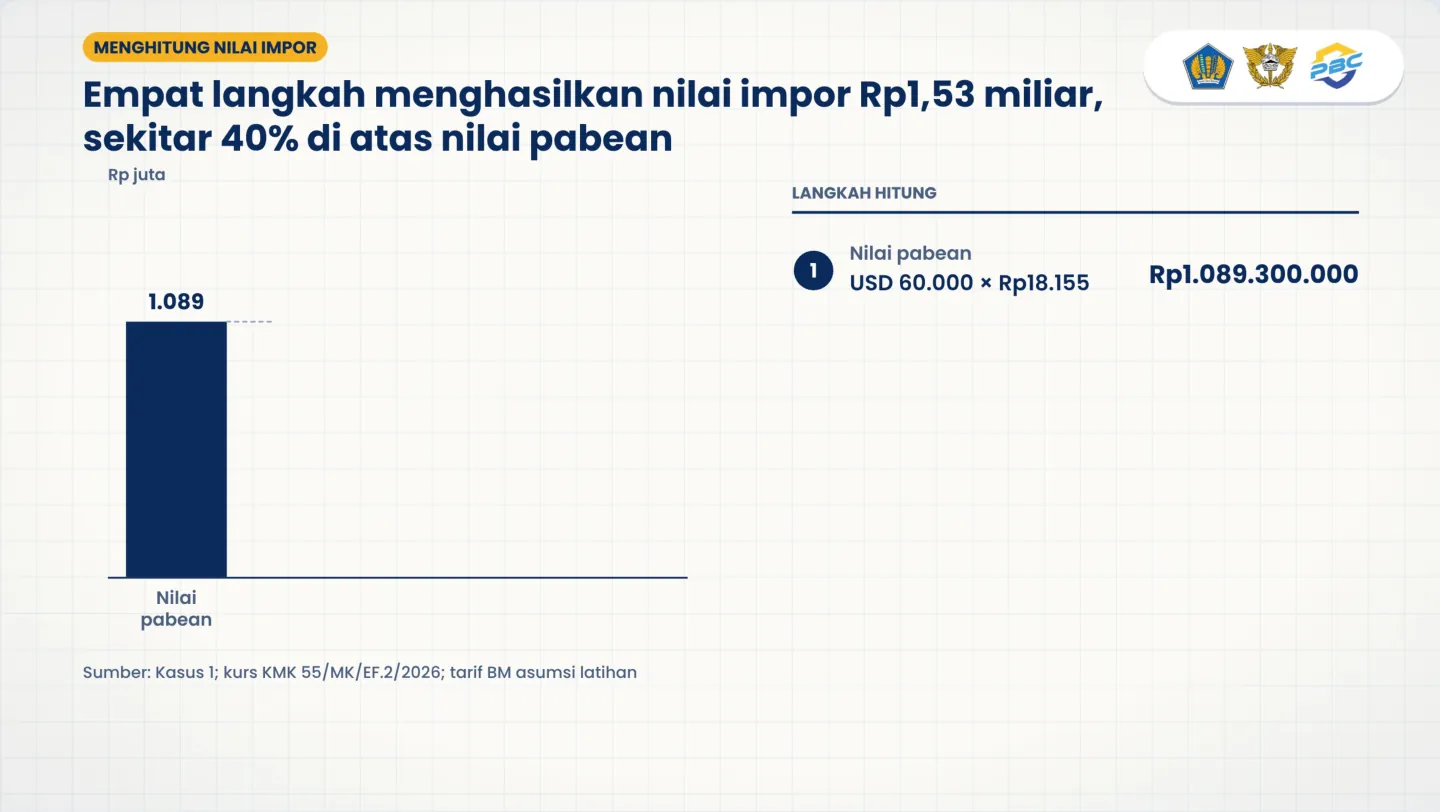 MENGHITUNG NILAI IMPOR
Empat langkah menghasilkan nilai impor Rp1,53 miliar,
sekitar 40% di atas nilai pabean
PBC
Rp juta
1.089
Nilai
pabean
LANGKAH HITUNG
1
Nilai pabean
USD 60.000 × Rp18.155
Rp1.089.300.000
Sumber: Kasus 1; kurs KMK 55/MK/EF.2/2026; tarif BM asumsi latihan